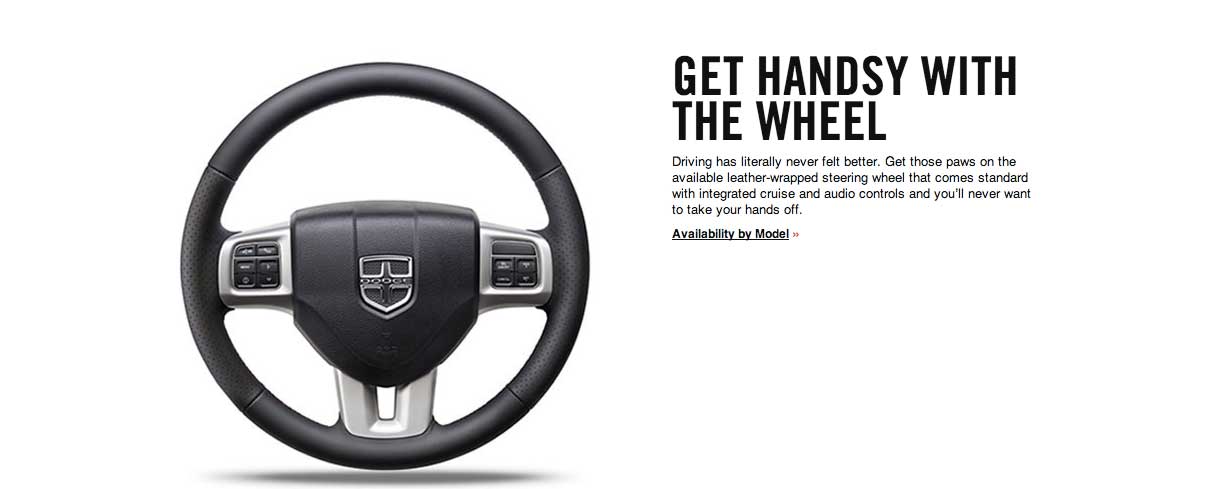 GET HANDSY WITH
THE WHEEL
Driving has literally never felt better. Get those paws on the
available leather-wrapped steering wheel that comes standard
with integrated cruise and audio controls and you’ll never want
to take your hands off.
Availability by Model »
DODGE